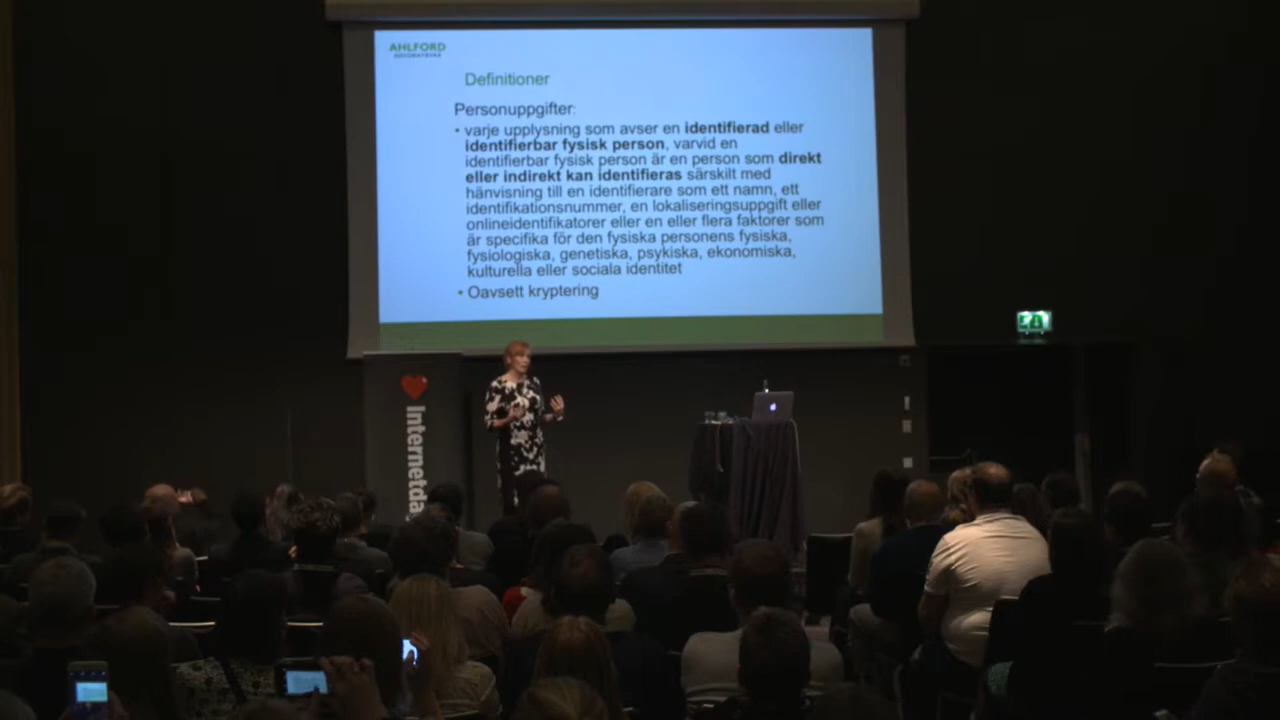 AHLFORD
Definitioner
Personuppgifter:
• varje upplysning som avser en identifierad eller
identifierbar fysisk person, varvid en
identifierbar fysisk person är en person som direkt
eller indirekt kan identifieras särskilt med
hänvisning till en identifierare som ett namn, ett
identifikationsnummer, en lokaliseringsuppgift eller
onlineidentifikatorer eller en eller flera faktorer som
är specifika för den fysiska personens fysiska,
fysiologiska, genetiska, psykiska, ekonomiska,
kulturella eller sociala identitet
• Oavsett kryptering
Internetda